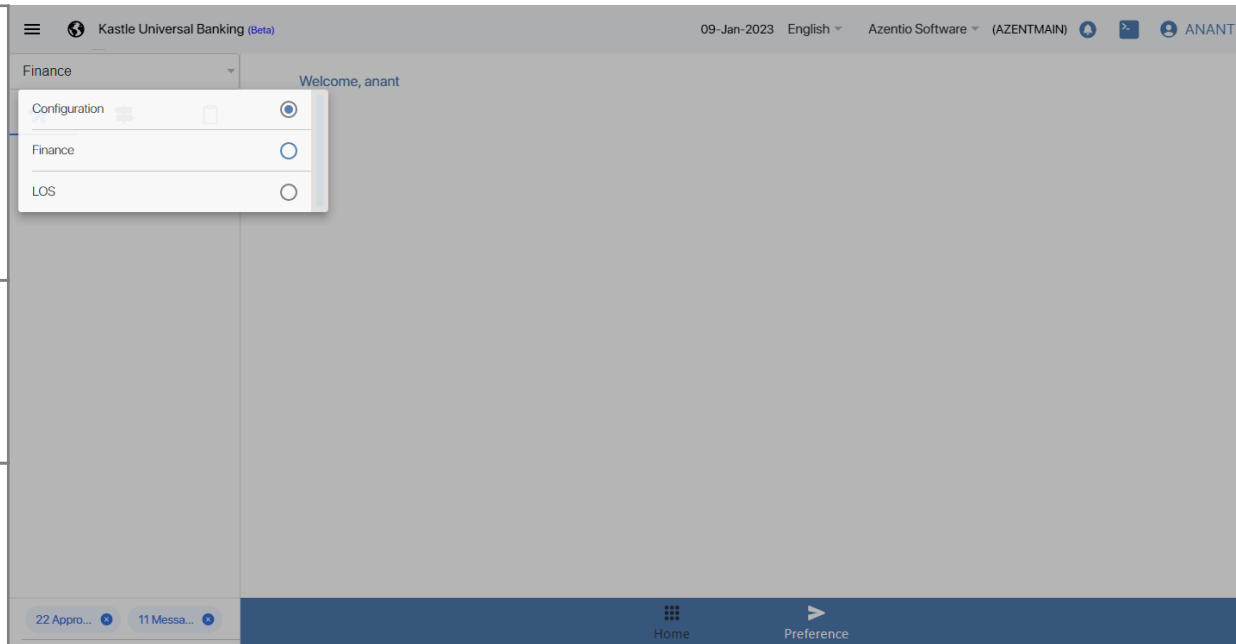 Kastle Universal Banking (Beta) 09-Jan-2023 English Azentio Software (AZENTMAIN) ANANT
Finance
Welcome, anant
Configuration
Finance
LOS
22 Appro... 11 Messa...
Home Preference